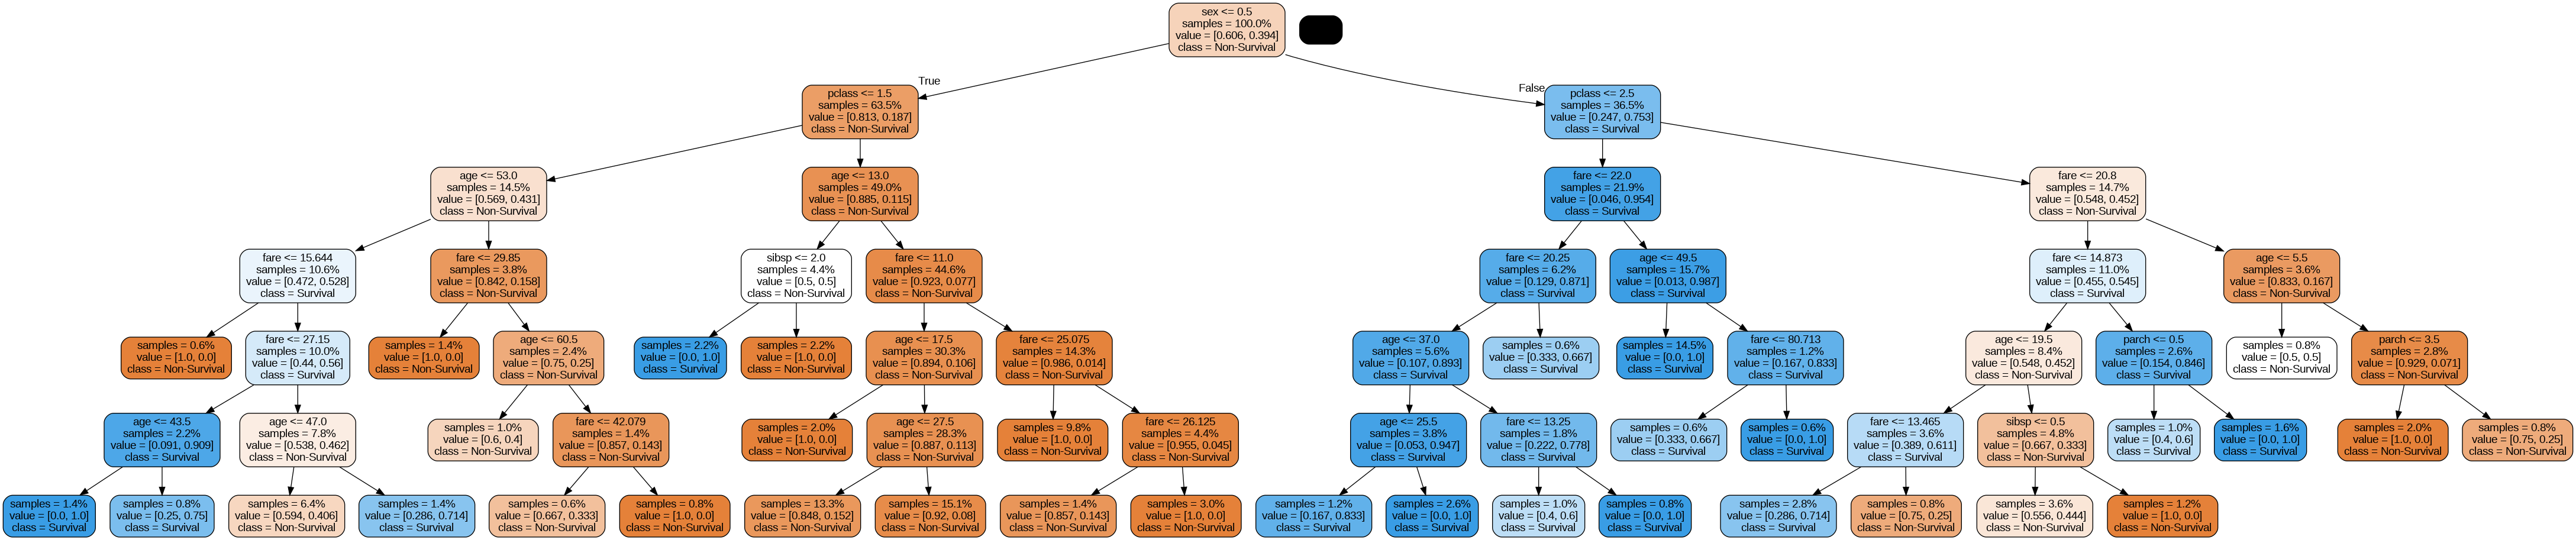 sex <= 0.5
samples = 100.0%
value = [0.606, 0.394]
class = Non-Survival
True
False
pclass <= 1.5
samples = 63.5%
value = [0.813, 0.187]
class = Non-Survival
pclass <= 2.5
samples = 36.5%
value = [0.247, 0.753]
class = Survival
age <= 53.0
samples = 14.5%
value = [0.569, 0.431]
class = Non-Survival
age <= 13.0
samples = 49.0%
value = [0.885, 0.115]
class = Non-Survival
fare <= 22.0
samples = 21.9%
value = [0.046, 0.954]
class = Survival
fare <= 20.8
samples = 14.7%
value = [0.548, 0.452]
class = Non-Survival
fare <= 15.644
samples = 10.6%
value = [0.472, 0.528]
class = Survival
fare <= 29.85
samples = 3.8%
value = [0.842, 0.158]
class = Non-Survival
sibsp <= 2.0
samples = 4.4%
value = [0.5, 0.5]
class = Non-Survival
fare <= 11.0
samples = 44.6%
value = [0.923, 0.077]
class = Non-Survival
fare <= 20.25
samples = 6.2%
value = [0.129, 0.871]
class = Survival
age <= 49.5
samples = 15.7%
value = [0.013, 0.987]
class = Survival
fare <= 14.873
samples = 11.0%
value = [0.455, 0.545]
class = Survival
age <= 5.5
samples = 3.6%
value = [0.833, 0.167]
class = Non-Survival
samples = 0.6%
value = [1.0, 0.0]
class = Non-Survival
fare <= 27.15
samples = 10.0%
value = [0.44, 0.56]
class = Survival
samples = 1.4%
value = [1.0, 0.0]
class = Non-Survival
age <= 60.5
samples = 2.4%
value = [0.75, 0.25]
class = Non-Survival
samples = 2.2%
value = [0.0, 1.0]
class = Survival
samples = 2.2%
value = [1.0, 0.0]
class = Non-Survival
age <= 17.5
samples = 30.3%
value = [0.894, 0.106]
class = Non-Survival
fare <= 25.075
samples = 14.3%
value = [0.986, 0.014]
class = Non-Survival
age <= 37.0
samples = 5.6%
value = [0.107, 0.893]
class = Survival
samples = 0.6%
value = [0.333, 0.667]
class = Survival
samples = 14.5%
value = [0.0, 1.0]
class = Survival
fare <= 80.713
samples = 1.2%
value = [0.167, 0.833]
class = Survival
age <= 19.5
samples = 8.4%
value = [0.548, 0.452]
class = Non-Survival
parch <= 0.5
samples = 2.6%
value = [0.154, 0.846]
class = Survival
samples = 0.8%
value = [0.5, 0.5]
class = Non-Survival
parch <= 3.5
samples = 2.8%
value = [0.929, 0.071]
class = Non-Survival
age <= 43.5
samples = 2.2%
value = [0.091, 0.909]
class = Survival
age <= 47.0
samples = 7.8%
value = [0.538, 0.462]
class = Non-Survival
samples = 1.0%
value = [0.6, 0.4]
class = Non-Survival
fare <= 42.079
samples = 1.4%
value = [0.857, 0.143]
class = Non-Survival
samples = 2.0%
value = [1.0, 0.0]
class = Non-Survival
age <= 27.5
samples = 28.3%
value = [0.887, 0.113]
class = Non-Survival
samples = 9.8%
value = [1.0, 0.0]
class = Non-Survival
fare <= 26.125
samples = 4.4%
value = [0.955, 0.045]
class = Non-Survival
age <= 25.5
samples = 3.8%
value = [0.053, 0.947]
class = Survival
fare <= 13.25
samples = 1.8%
value = [0.222, 0.778]
class = Survival
samples = 0.6%
value = [0.333, 0.667]
class = Survival
samples = 0.6%
value = [0.0, 1.0]
class = Survival
fare <= 13.465
samples = 3.6%
value = [0.389, 0.611]
class = Survival
sibsp <= 0.5
samples = 4.8%
value = [0.667, 0.333]
class = Non-Survival
samples = 1.0%
value = [0.4, 0.6]
class = Survival
samples = 1.6%
value = [0.0, 1.0]
class = Survival
samples = 2.0%
value = [1.0, 0.0]
class = Non-Survival
samples = 0.8%
value = [0.75, 0.25]
class = Non-Survival
samples = 1.4%
value = [0.0, 1.0]
class = Survival
samples = 0.8%
value = [0.25, 0.75]
class = Survival
samples = 6.4%
value = [0.594, 0.406]
class = Non-Survival
samples = 1.4%
value = [0.286, 0.714]
class = Survival
samples = 0.6%
value = [0.667, 0.333]
class = Non-Survival
samples = 0.8%
value = [1.0, 0.0]
class = Non-Survival
samples = 13.3%
value = [0.848, 0.152]
class = Non-Survival
samples = 15.1%
value = [0.92, 0.08]
class = Non-Survival
samples = 1.4%
value = [0.857, 0.143]
class = Non-Survival
samples = 3.0%
value = [1.0, 0.0]
class = Non-Survival
samples = 1.2%
value = [0.167, 0.833]
class = Survival
samples = 2.6%
value = [0.0, 1.0]
class = Survival
samples = 1.0%
value = [0.4, 0.6]
class = Survival
samples = 0.8%
value = [0.0, 1.0]
class = Survival
samples = 2.8%
value = [0.286, 0.714]
class = Survival
samples = 0.8%
value = [0.75, 0.25]
class = Non-Survival
samples = 3.6%
value = [0.556, 0.444]
class = Non-Survival
samples = 1.2%
value = [1.0, 0.0]
class = Non-Survival